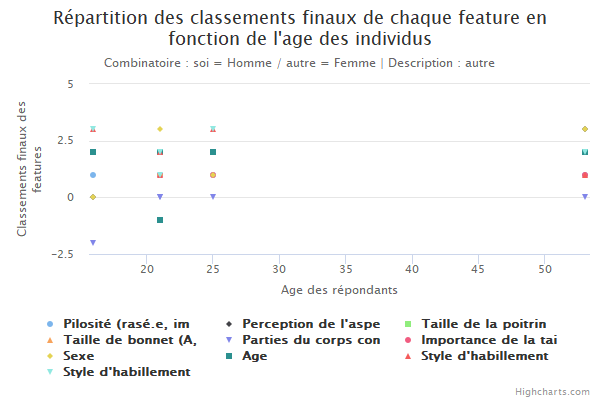 Répartition des classements finaux de chaque feature en
fonction de l'age des individus
Combinatoire : soi = Homme / autre = Femme | Description : autre
Classements finaux des
features
5
2.5
0
−2.5
20
25
30
35
40
45
50
Age des répondants
Pilosité (rasé.e, im
Perception de l'aspe
Taille de la poitrin
Taille de bonnet (A,
Parties du corps con
Importance de la tai
Sexe
Age
Style d'habillement
Style d'habillement
Highcharts.com